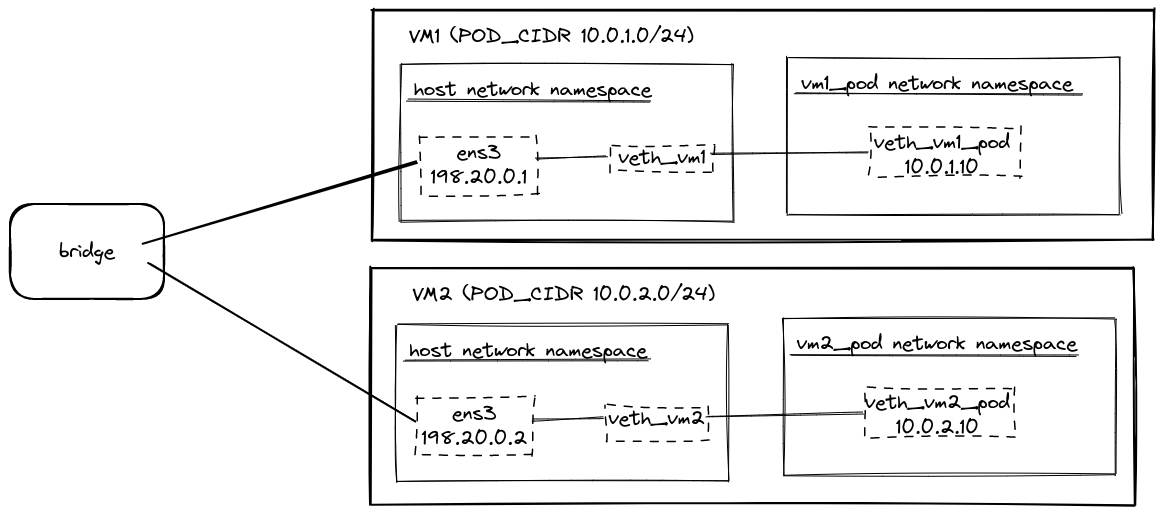 VM1 (POD_CIDR 10.0.1.0/24)
host network namespace
vm1_pod network namespace
ens3
198.20.0.1
veth_vm1
veth_vm1_pod
10.0.1.10
bridge
VM2 (POD_CIDR 10.0.2.0/24)
host network namespace
vm2_pod network namespace
ens3
198.20.0.2
veth_vm2
veth_vm2_pod
10.0.2.10